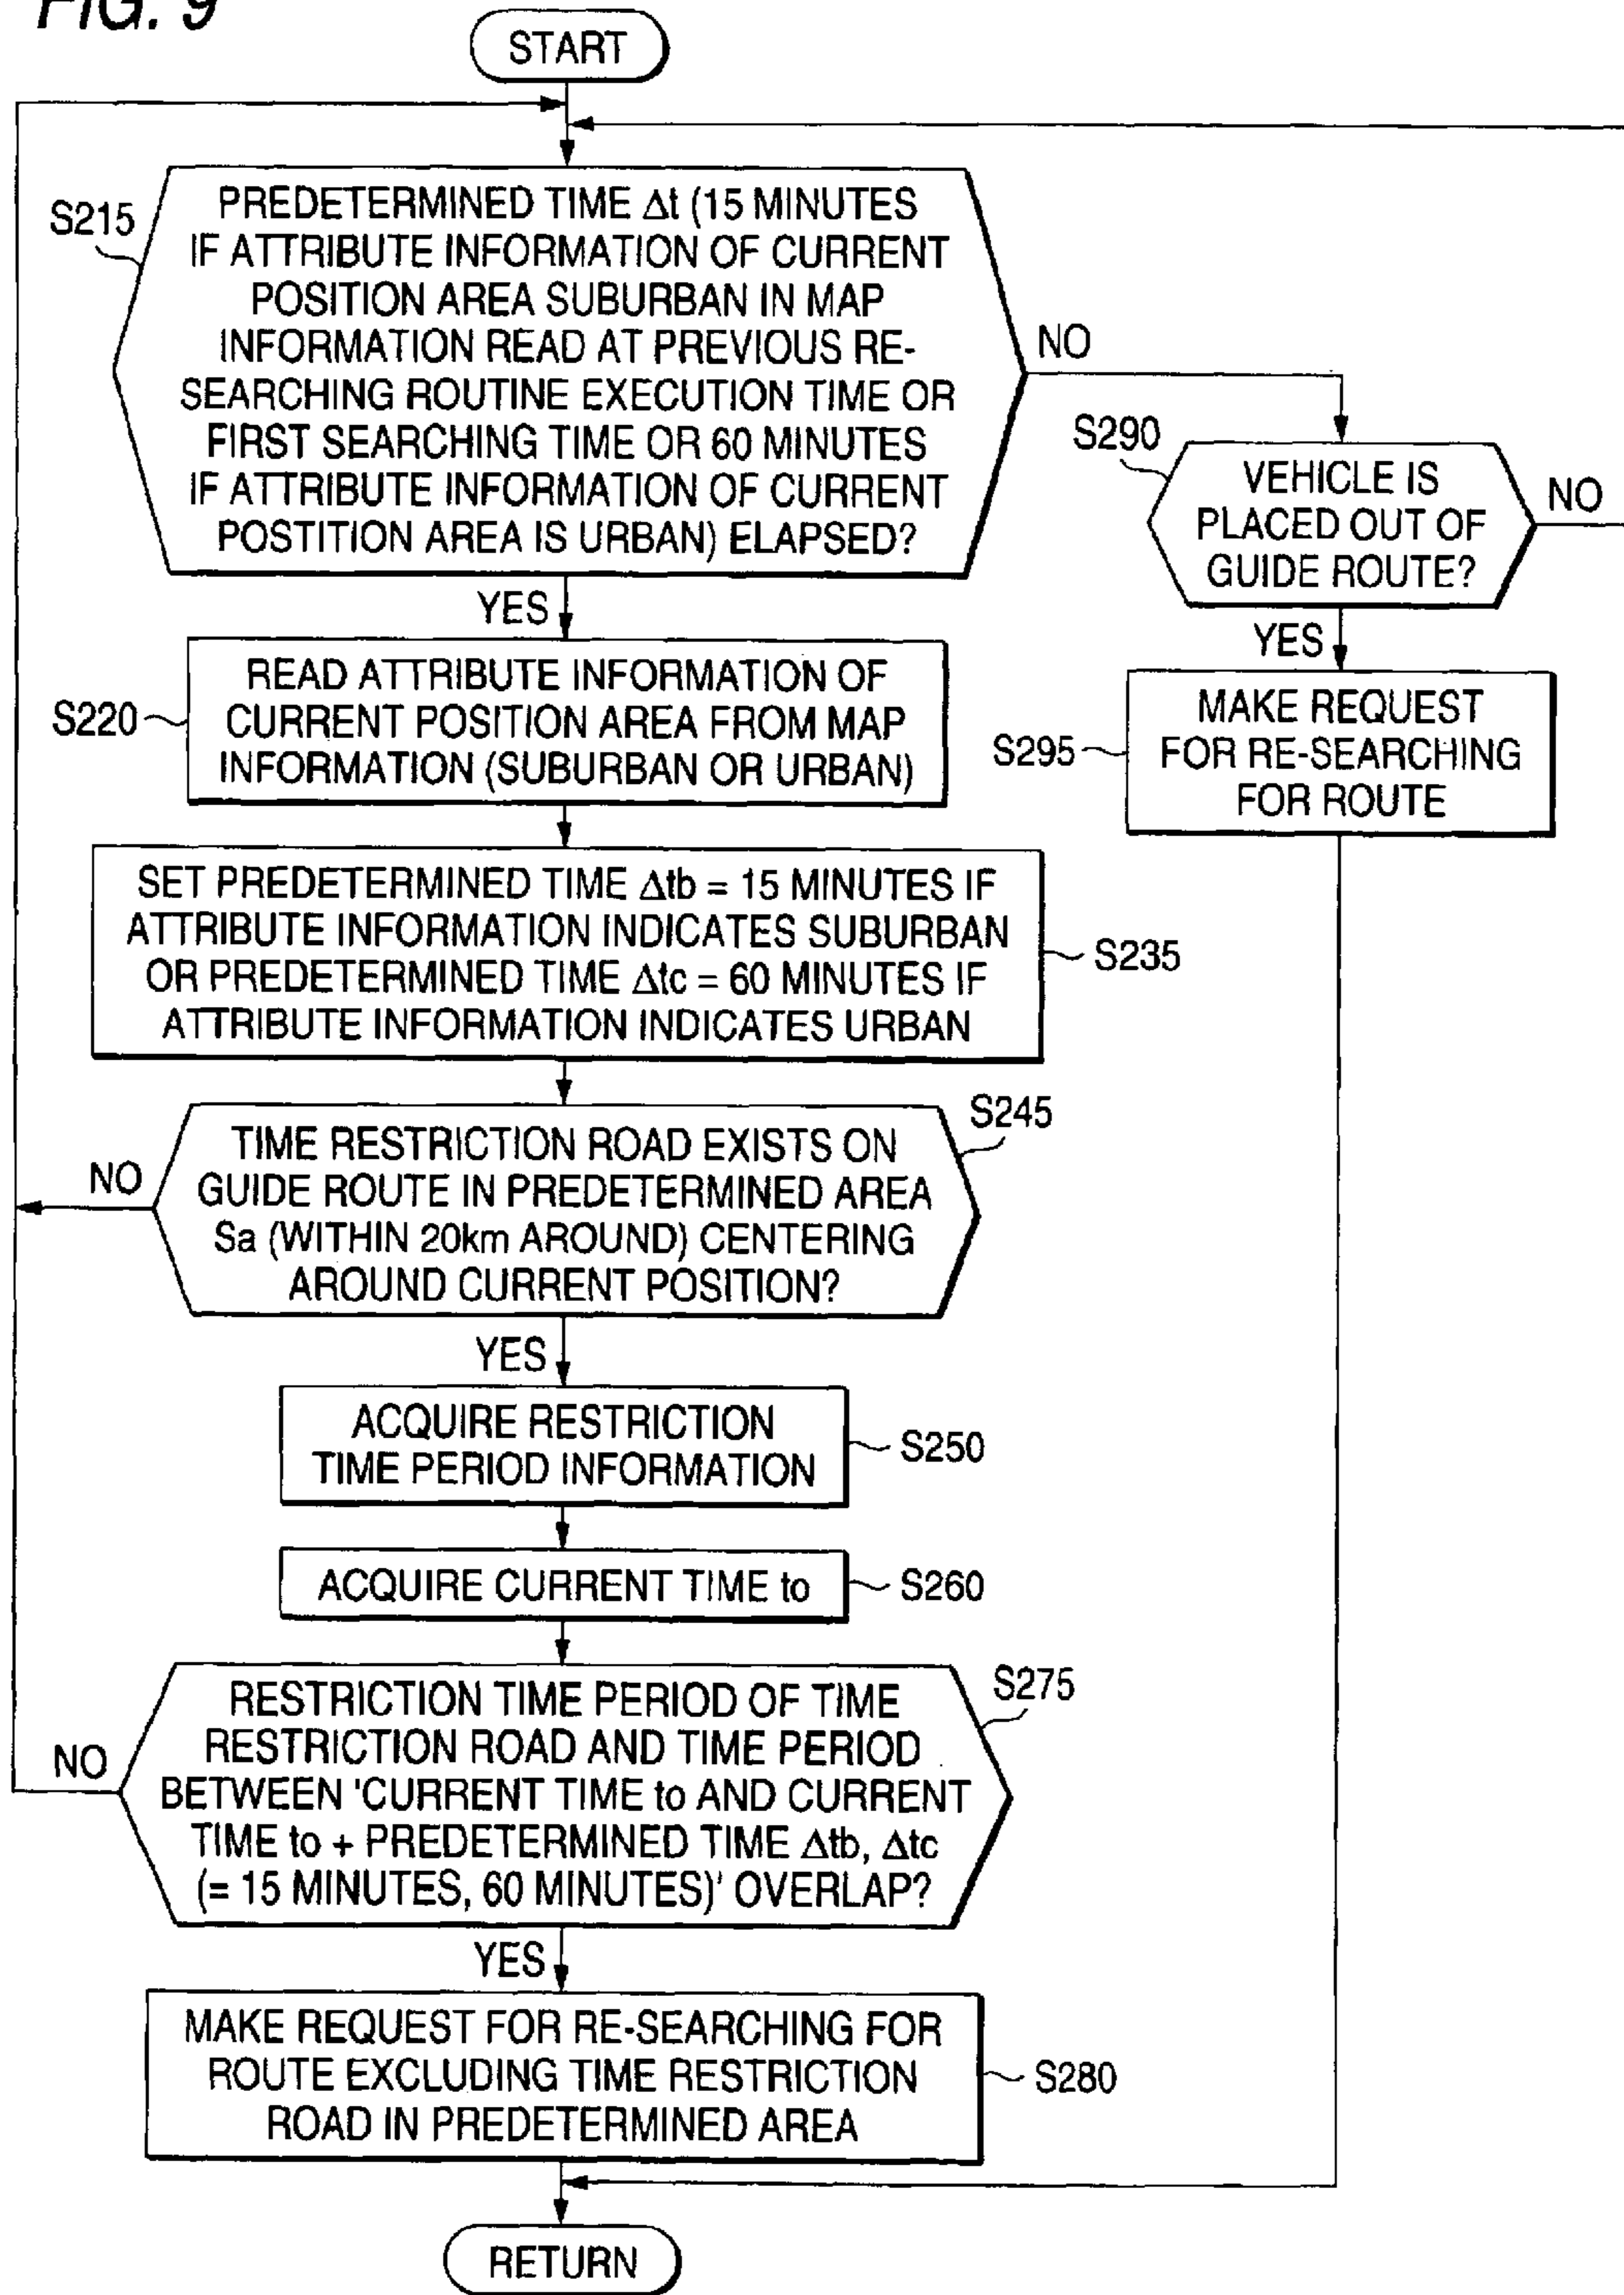 FIG. 9
START
S215
PREDETERMINED TIME Δt (15 MINUTES
IF ATTRIBUTE INFORMATION OF CURRENT
POSITION AREA SUBURBAN IN MAP
INFORMATION READ AT PREVIOUS RE-
SEARCHING ROUTINE EXECUTION TIME OR
FIRST SEARCHING TIME OR 60 MINUTES
IF ATTRIBUTE INFORMATION OF CURRENT
POSTITION AREA IS URBAN) ELAPSED?
NO
YES
S290
VEHICLE IS
PLACED OUT OF
GUIDE ROUTE?
NO
YES
S220
READ ATTRIBUTE INFORMATION OF
CURRENT POSITION AREA FROM MAP
INFORMATION (SUBURBAN OR URBAN)
S295
MAKE REQUEST
FOR RE-SEARCHING
FOR ROUTE
SET PREDETERMINED TIME Δtb = 15 MINUTES IF
ATTRIBUTE INFORMATION INDICATES SUBURBAN
OR PREDETERMINED TIME Δtc = 60 MINUTES IF
ATTRIBUTE INFORMATION INDICATES URBAN
S235
S245
TIME RESTRICTION ROAD EXISTS ON
GUIDE ROUTE IN PREDETERMINED AREA
Sa (WITHIN 20km AROUND) CENTERING
AROUND CURRENT POSITION?
NO
YES
ACQUIRE RESTRICTION
TIME PERIOD INFORMATION
S250
ACQUIRE CURRENT TIME to
S260
S275
RESTRICTION TIME PERIOD OF TIME
RESTRICTION ROAD AND TIME PERIOD
BETWEEN 'CURRENT TIME to AND CURRENT
TIME to + PREDETERMINED TIME Δtb, Δtc
(= 15 MINUTES, 60 MINUTES)' OVERLAP?
NO
YES
MAKE REQUEST FOR RE-SEARCHING FOR
ROUTE EXCLUDING TIME RESTRICTION
ROAD IN PREDETERMINED AREA
S280
RETURN